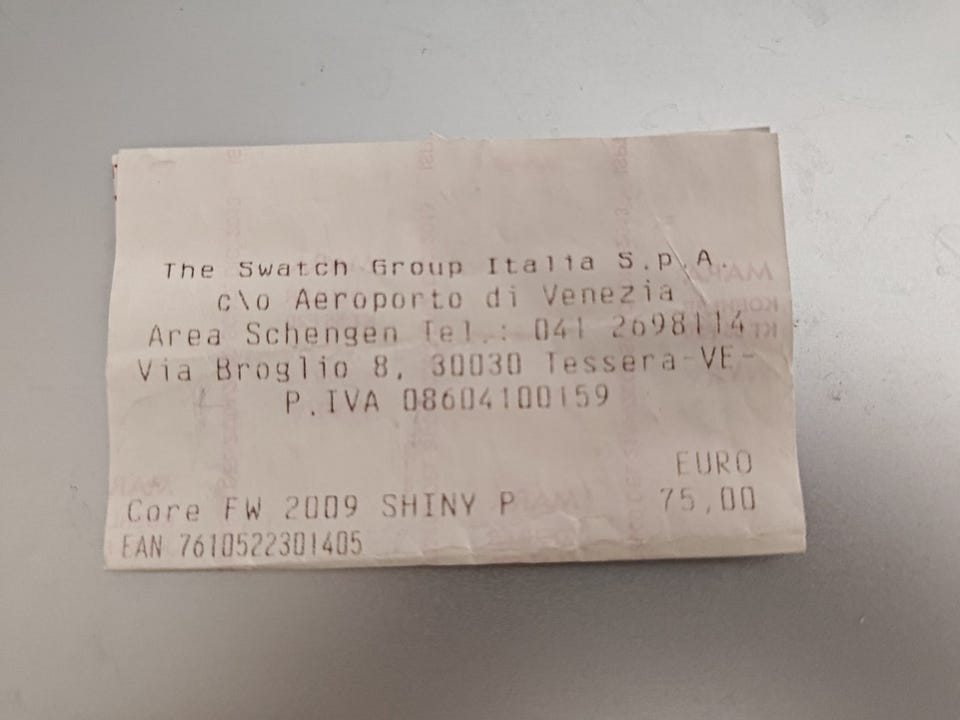 The Swatch Group Italia S.p.A.
c\o Aeroporto di Venezia
Area Schengen Tel.: 041 2698114
Via Broglio 8, 30030 Tessera-VE-
P.IVA 08604100159
EURO
Core FW 2009 SHINY P 75,00
EAN 7610522301405